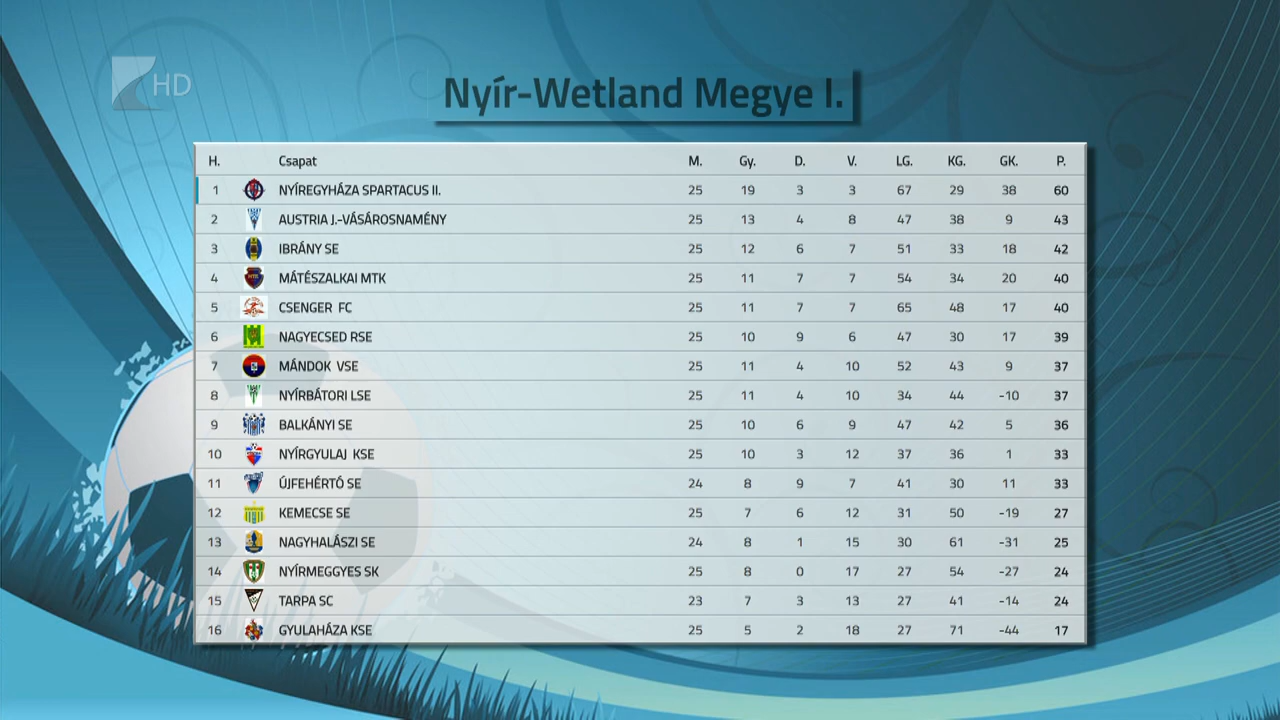 HD
Nyír-Wetland Megye I.
H. Csapat M. Gy. D. V. LG. KG. GK. P.
1 NYÍREGYHÁZA SPARTACUS II. 25 19 3 3 67 29 38 60
2 AUSTRIA J.-VÁSÁROSNAMÉNY 25 13 4 8 47 38 9 43
3 IBRÁNY SE 25 12 6 7 51 33 18 42
4 MÁTÉSZALKAI MTK 25 11 7 7 54 34 20 40
5 CSENGER FC 25 11 7 7 65 48 17 40
6 NAGYECSED RSE 25 10 9 6 47 30 17 39
7 MÁNDOK VSE 25 11 4 10 52 43 9 37
8 NYÍRBÁTORI LSE 25 11 4 10 34 44 -10 37
9 BALKÁNYI SE 25 10 6 9 47 42 5 36
10 NYÍRGYULAJ KSE 25 10 3 12 37 36 1 33
11 ÚJFEHÉRTÓ SE 24 8 9 7 41 30 11 33
12 KEMECSE SE 25 7 6 12 31 50 -19 27
13 NAGYHALÁSZI SE 24 8 1 15 30 61 -31 25
14 NYÍRMEGGYES SK 25 8 0 17 27 54 -27 24
15 TARPA SC 23 7 3 13 27 41 -14 24
16 GYULAHÁZA KSE 25 5 2 18 27 71 -44 17